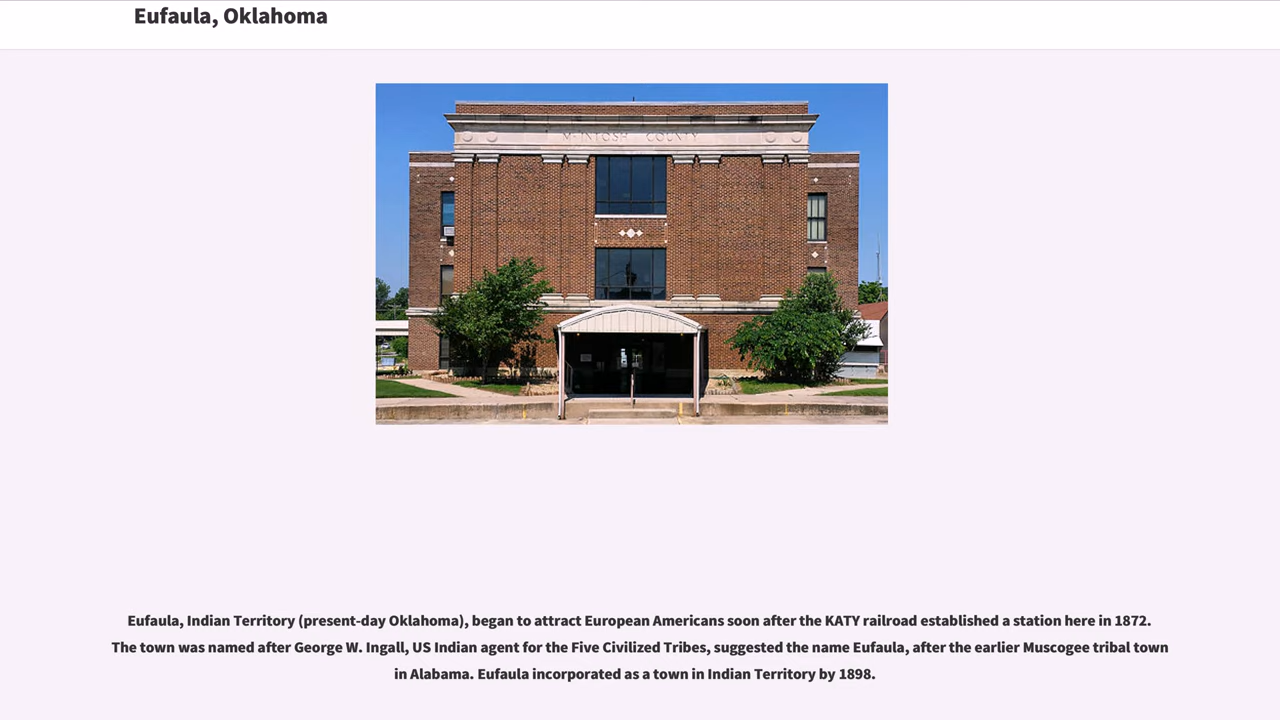 Eufaula, Oklahoma
McINTOSH COUNTY
Eufaula, Indian Territory (present-day Oklahoma), began to attract European Americans soon after the KATY railroad established a station here in 1872.
The town was named after George W. Ingall, US Indian agent for the Five Civilized Tribes, suggested the name Eufaula, after the earlier Muscogee tribal town
in Alabama. Eufaula incorporated as a town in Indian Territory by 1898.